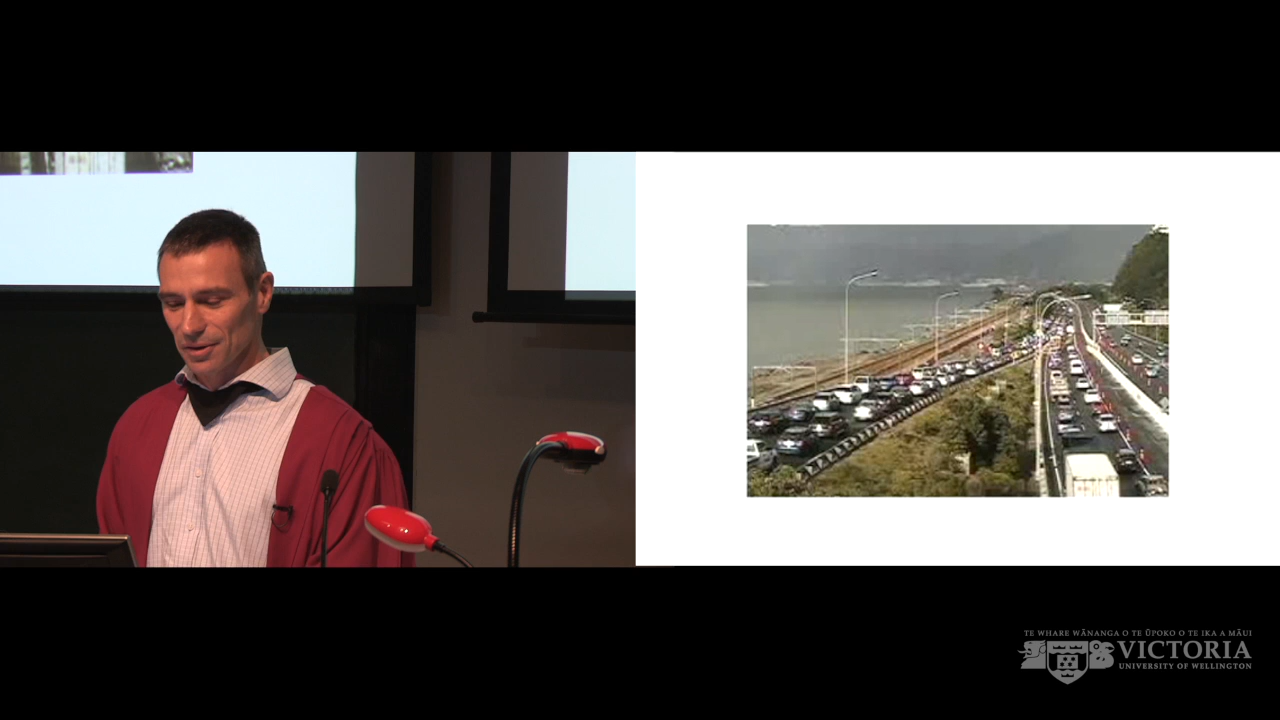 TE WHARE WĀNANGA O TE ŪPOKO O TE IKA A MĀUI
VICTORIA
UNIVERSITY OF WELLINGTON